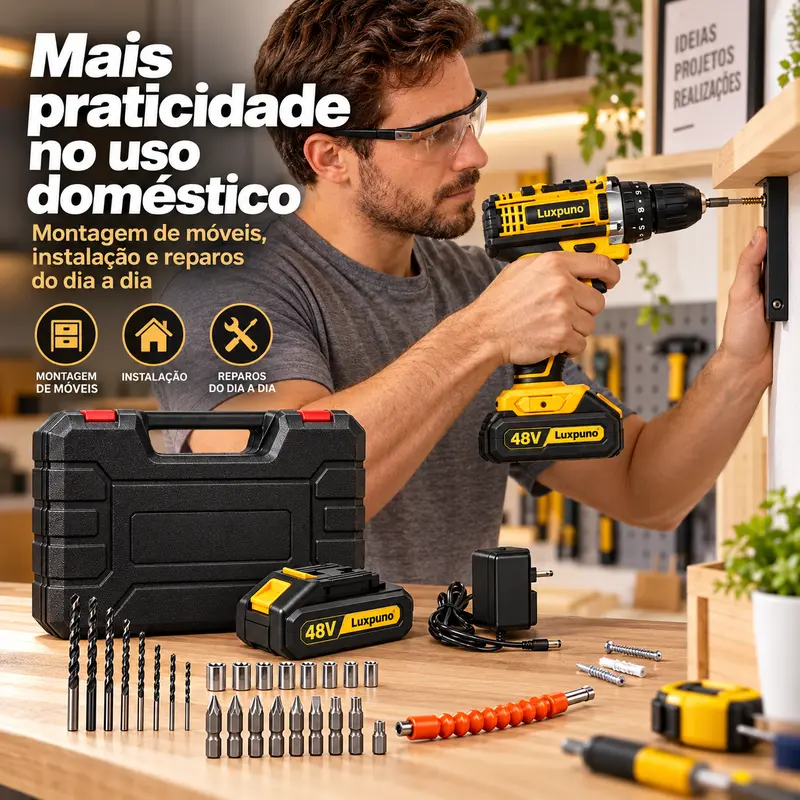 Mais
praticidade
no uso
doméstico
Montagem de móveis,
instalação e reparos
do dia a dia
MONTAGEM
DE MÓVEIS
INSTALAÇÃO
REPAROS
DO DIA A DIA
IDEIAS
PROJETOS
REALIZAÇÕES
Luxpuno
48V Luxpuno
48V Luxpuno